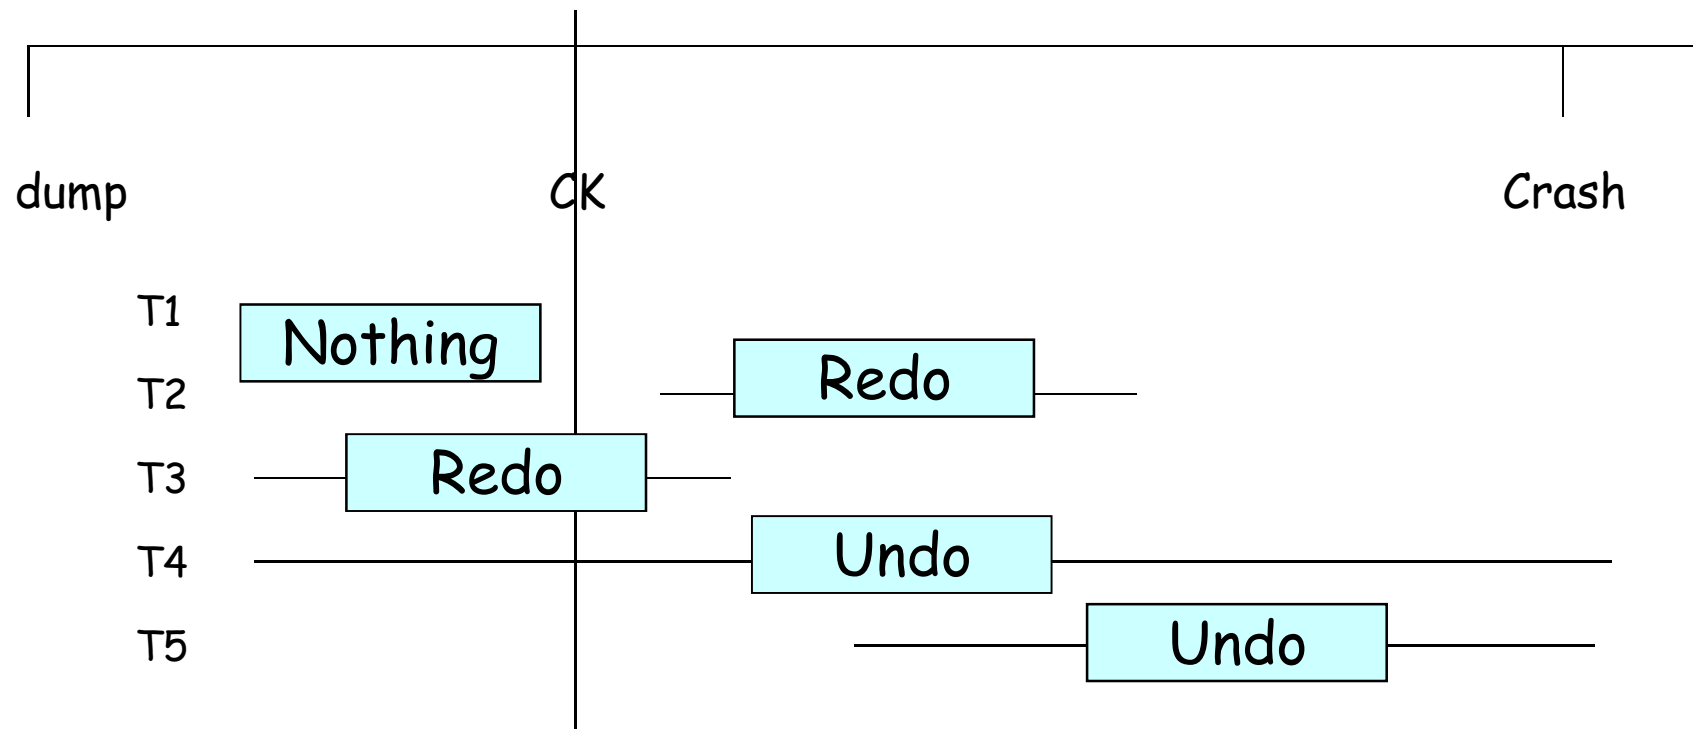 dump CK Crash
T1 Nothing
T2 Redo
T3 Redo
T4 Undo
T5 Undo